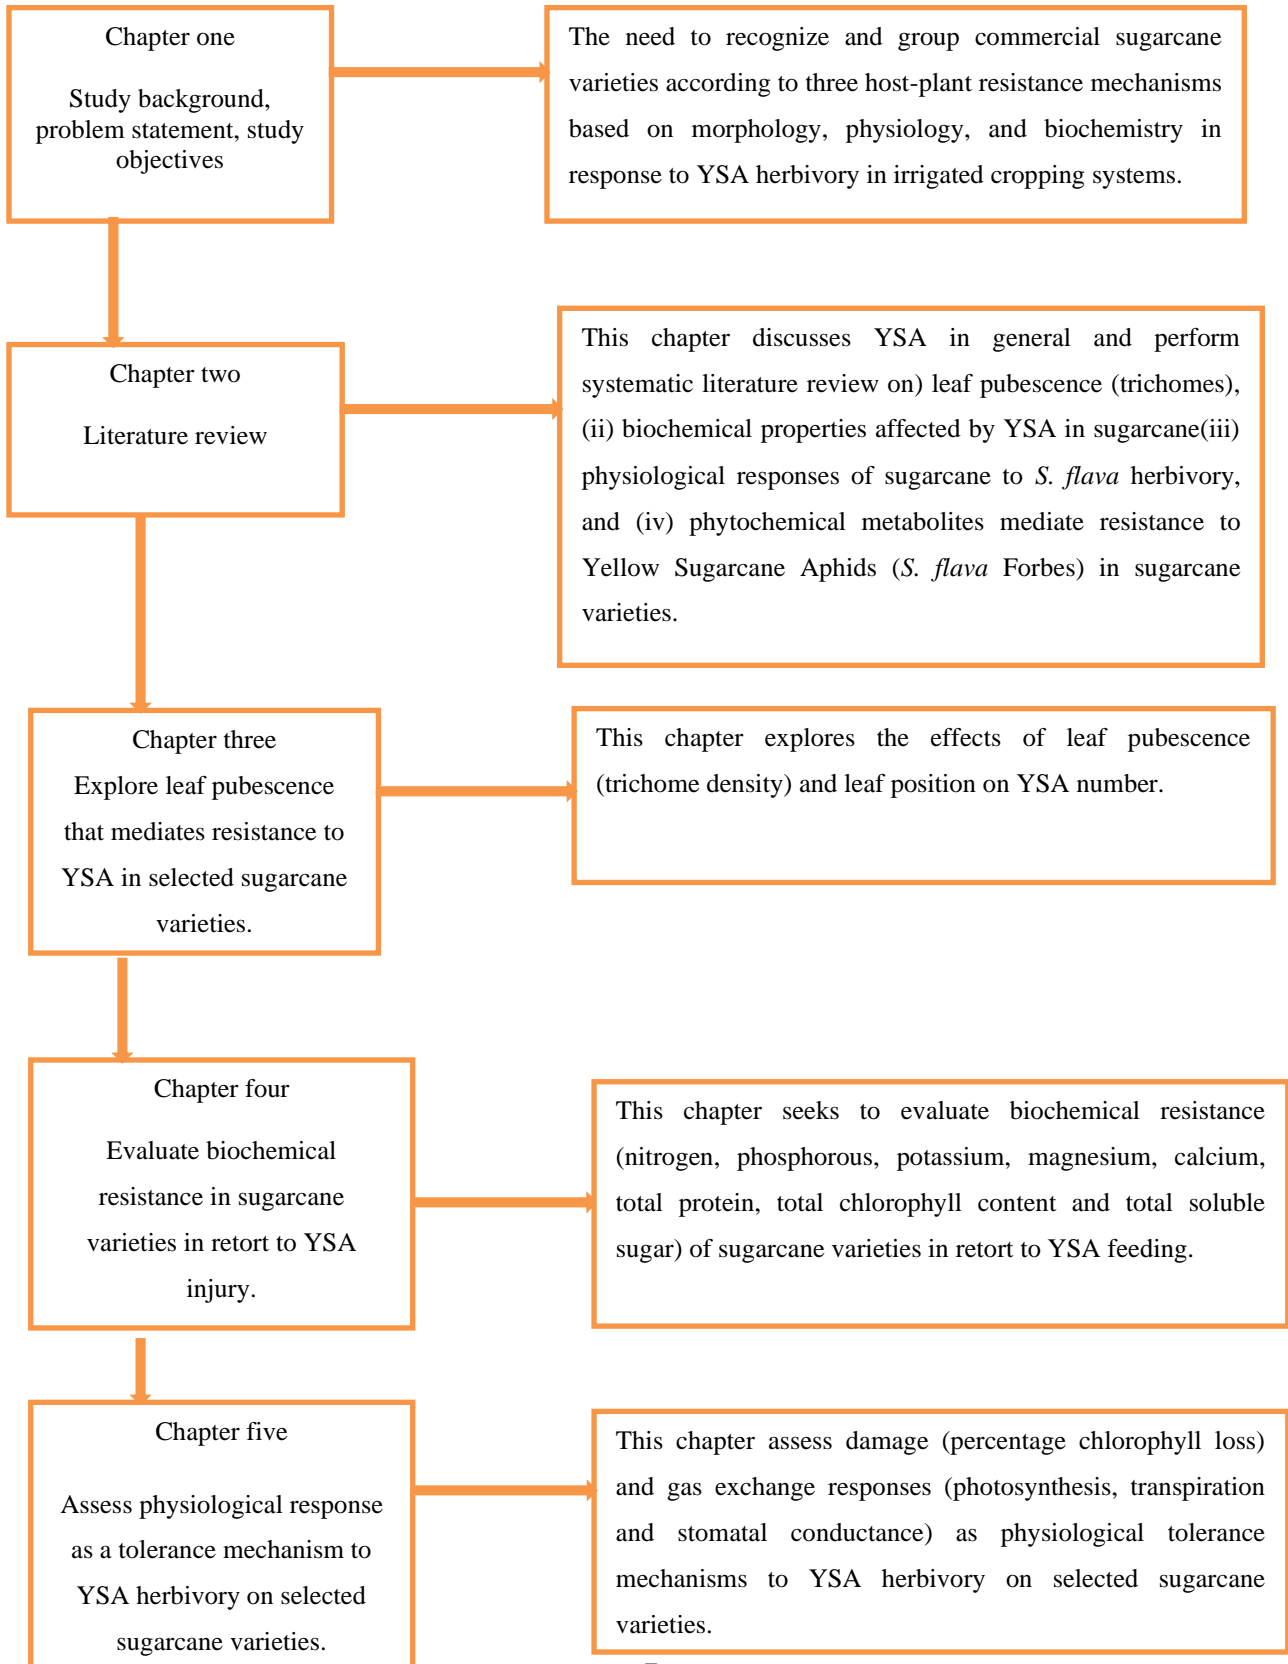 Chapter one
Study background,
problem statement, study
objectives
The need to recognize and group commercial sugarcane
varieties according to three host-plant resistance mechanisms
based on morphology, physiology, and biochemistry in
response to YSA herbivory in irrigated cropping systems.
Chapter two
Literature review
This chapter discusses YSA in general and perform
systematic literature review on) leaf pubescence (trichomes),
(ii) biochemical properties affected by YSA in sugarcane(iii)
physiological responses of sugarcane to S. flava herbivory,
and (iv) phytochemical metabolites mediate resistance to
Yellow Sugarcane Aphids (S. flava Forbes) in sugarcane
varieties.
Chapter three
Explore leaf pubescence
that mediates resistance to
YSA in selected sugarcane
varieties.
This chapter explores the effects of leaf pubescence
(trichome density) and leaf position on YSA number.
Chapter four
Evaluate biochemical
resistance in sugarcane
varieties in retort to YSA
injury.
This chapter seeks to evaluate biochemical resistance
(nitrogen, phosphorous, potassium, magnesium, calcium,
total protein, total chlorophyll content and total soluble
sugar) of sugarcane varieties in retort to YSA feeding.
Chapter five
Assess physiological response
as a tolerance mechanism to
YSA herbivory on selected
sugarcane varieties.
This chapter assess damage (percentage chlorophyll loss)
and gas exchange responses (photosynthesis, transpiration
and stomatal conductance) as physiological tolerance
mechanisms to YSA herbivory on selected sugarcane
varieties.